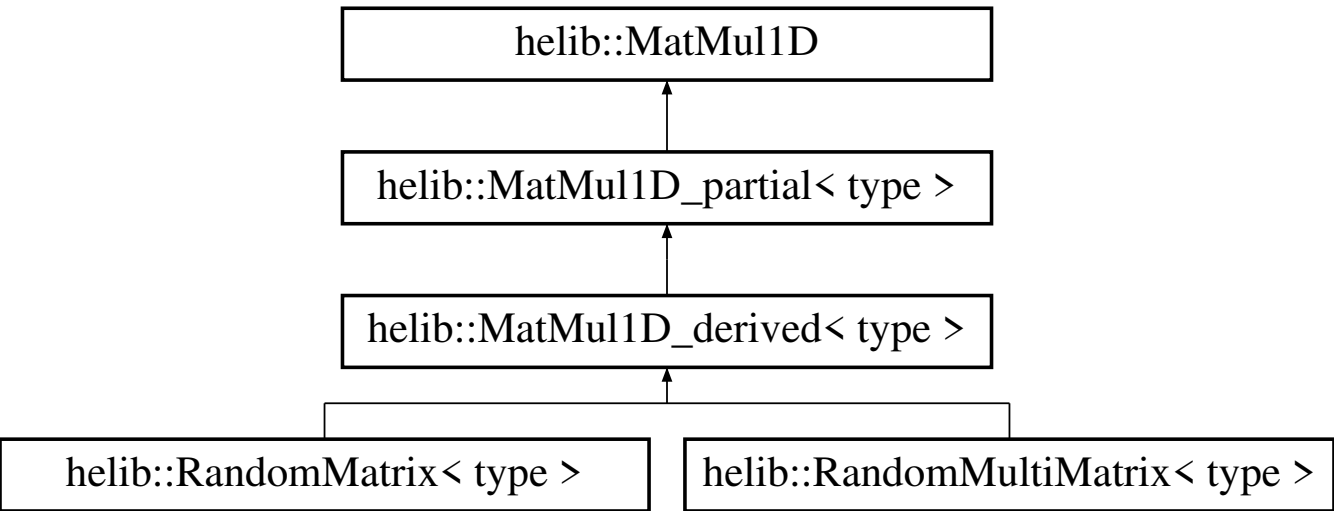 helib::MatMul1D
helib::MatMul1D_partial< type >
helib::MatMul1D_derived< type >
helib::RandomMatrix< type >
helib::RandomMultiMatrix< type >